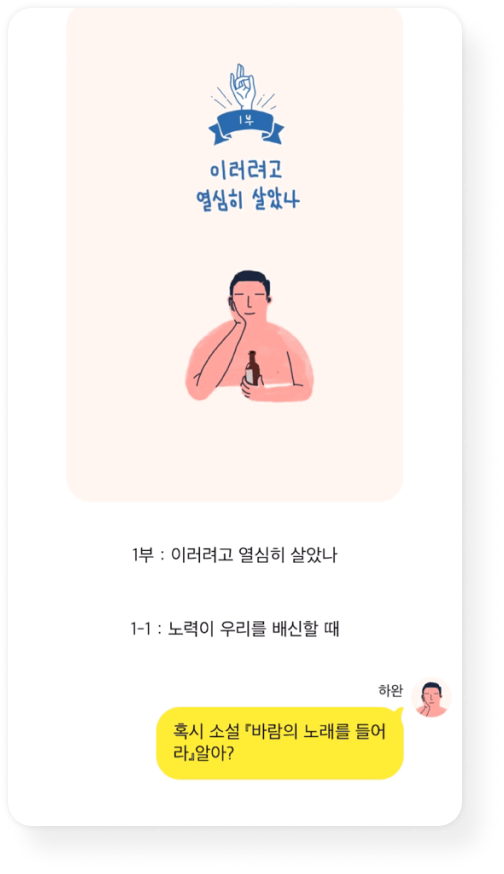 1부
이러려고
열심히 살았나
1부 : 이러려고 열심히 살았나
1-1 : 노력이 우리를 배신할 때
하완
혹시 소설 『바람의 노래를 들어
라』알아?